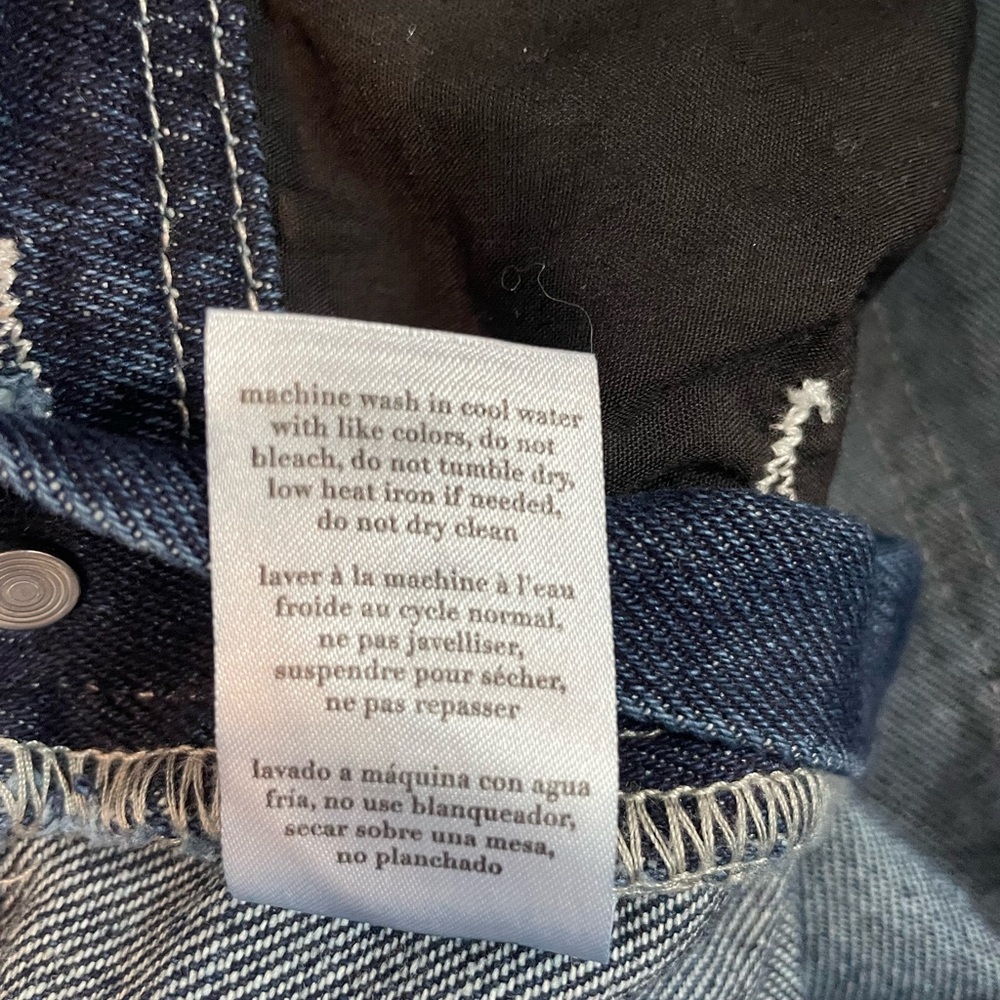 machine wash in cool water
with like colors, do not
bleach, do not tumble dry,
low heat iron if needed.
do not dry clean
laver à la machine à l'eau
froide au cycle normal.
ne pas javelliser,
suspendre pour sécher,
ne pas repasser
lavado a máquina con agua
fría, no use blanqueador,
secar sobre una mesa,
no planchado